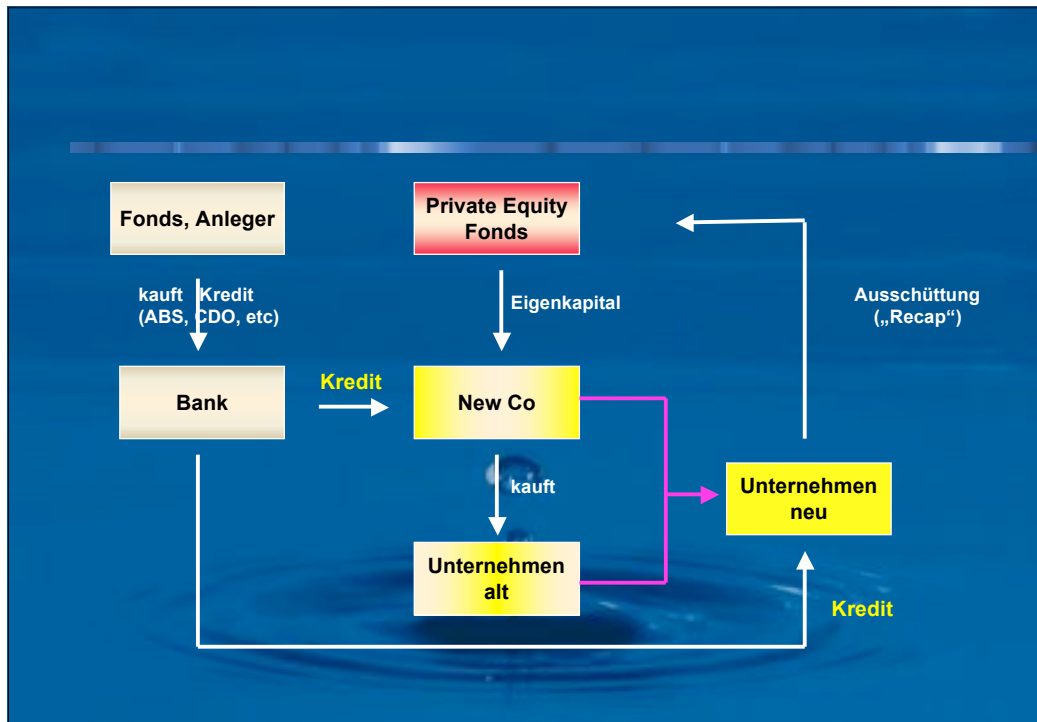 Fonds, Anleger
Private Equity
Fonds
kauft Kredit
(ABS, CDO, etc)
Eigenkapital
Ausschüttung
(„Recap“)
Bank
Kredit
New Co
kauft
Unternehmen
neu
Unternehmen
alt
Kredit